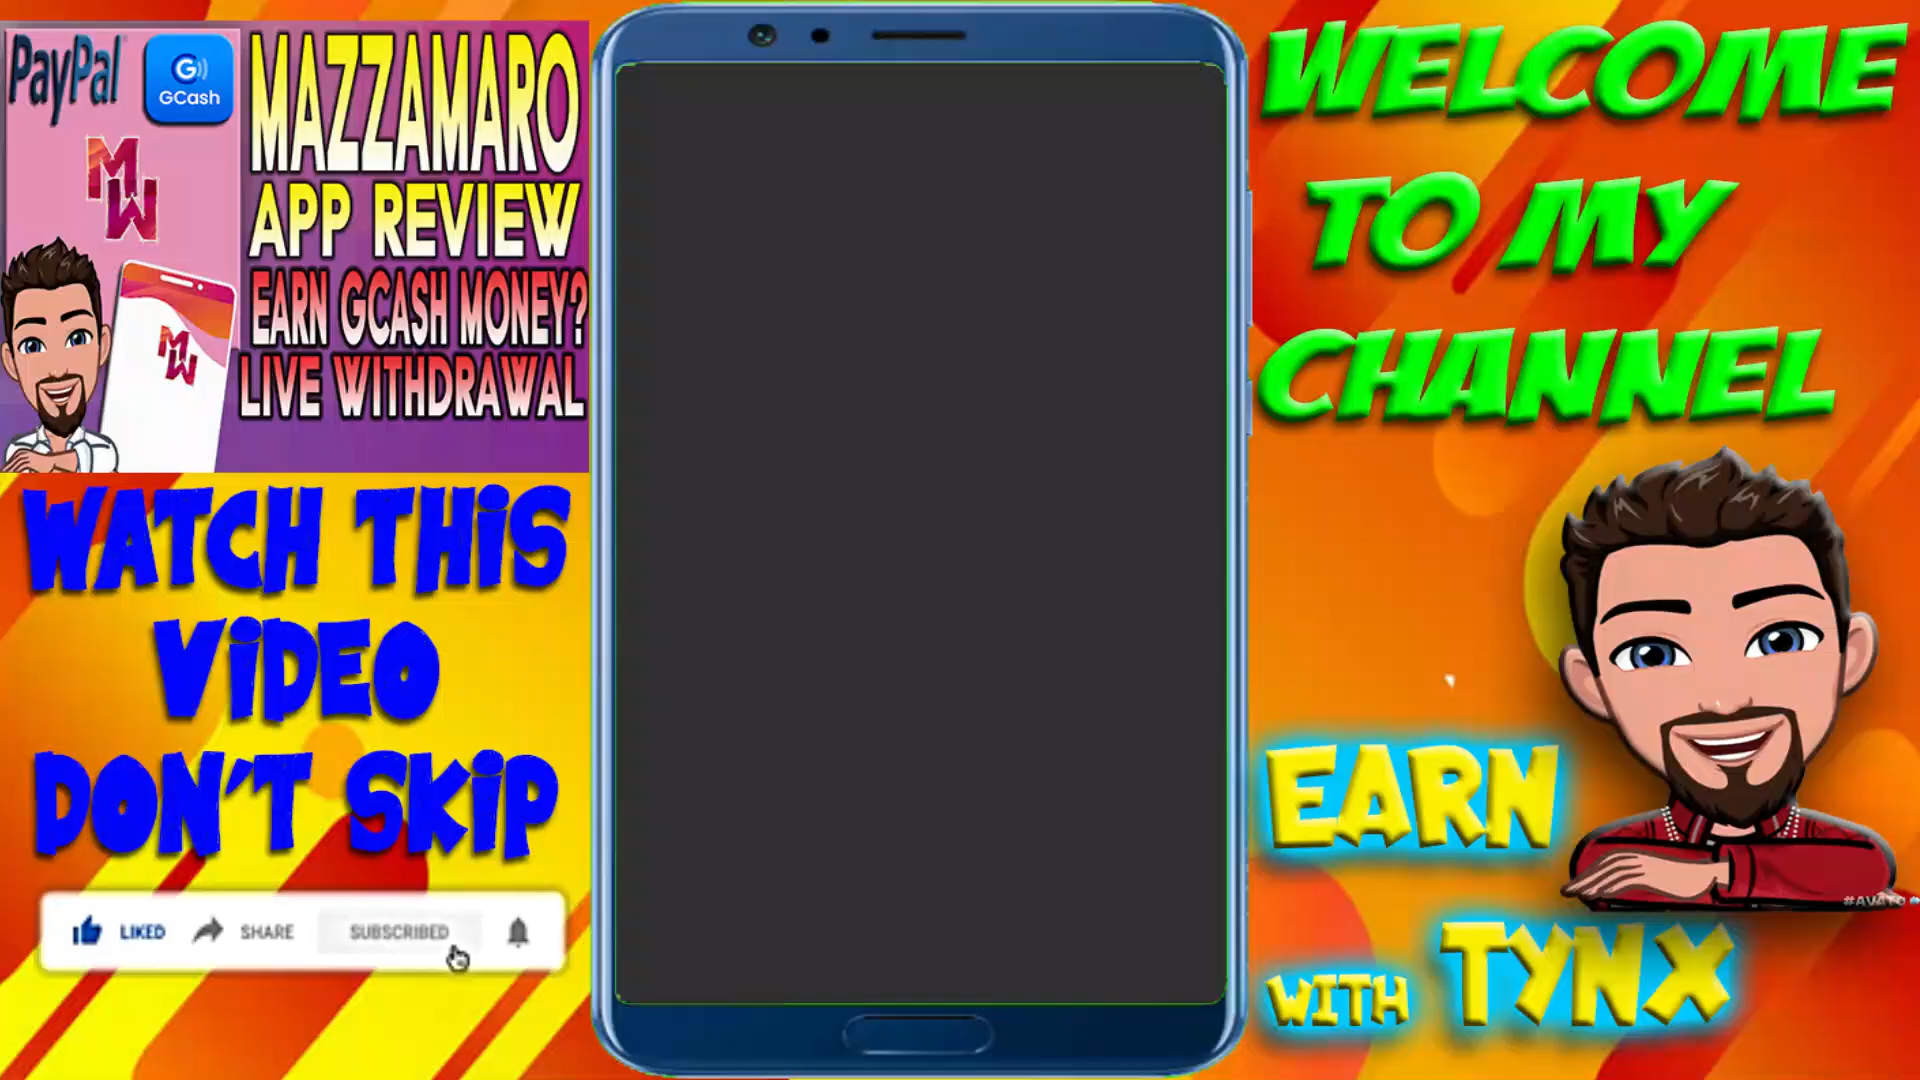 PayPal
GCash
MAZZAMARO
APP REVIEW
EARN GCASH MONEY?
LIVE WITHDRAWAL
MW
MW
WATCH THiS
ViDEO
DON'T SKiP
LIKED SHARE SUBSCRIBED
WELCOME
TO MY
CHANNEL
EARN
WITH TYNX